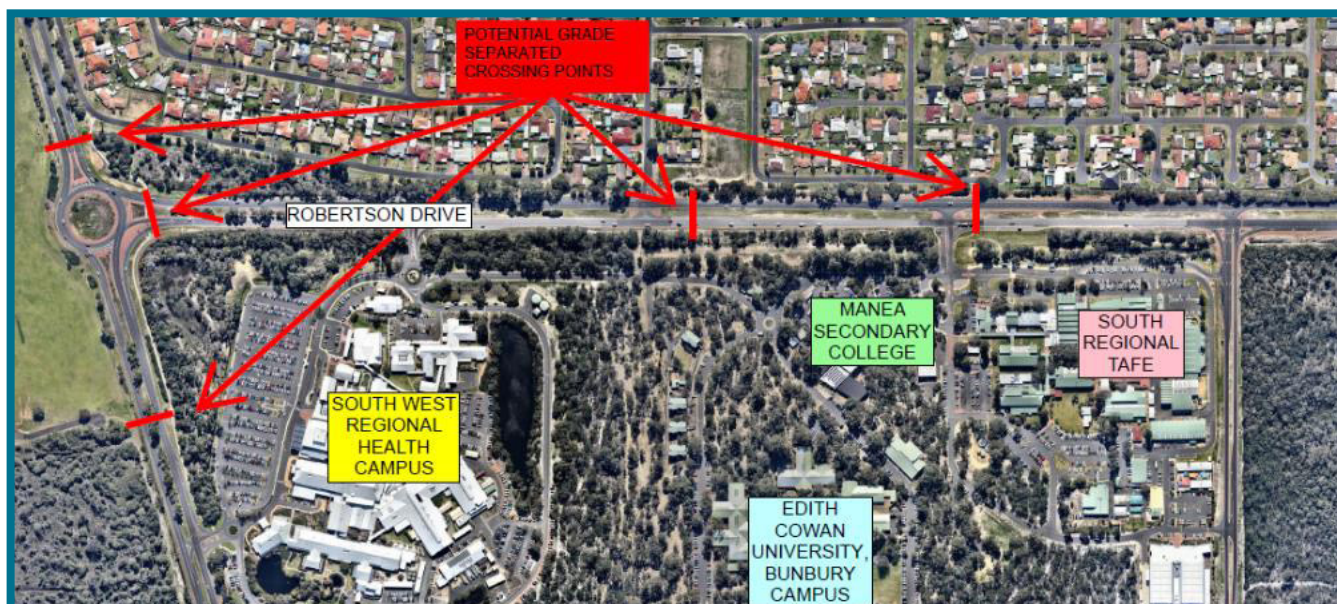 POTENTIAL GRADE
SEPARATED
CROSSING POINTS
ROBERTSON DRIVE
MANEA
SECONDARY
COLLEGE
SOUTH
REGIONAL
TAFE
SOUTH WEST
REGIONAL
HEALTH
CAMPUS
EDITH
COWAN
UNIVERSITY,
BUNBURY
CAMPUS